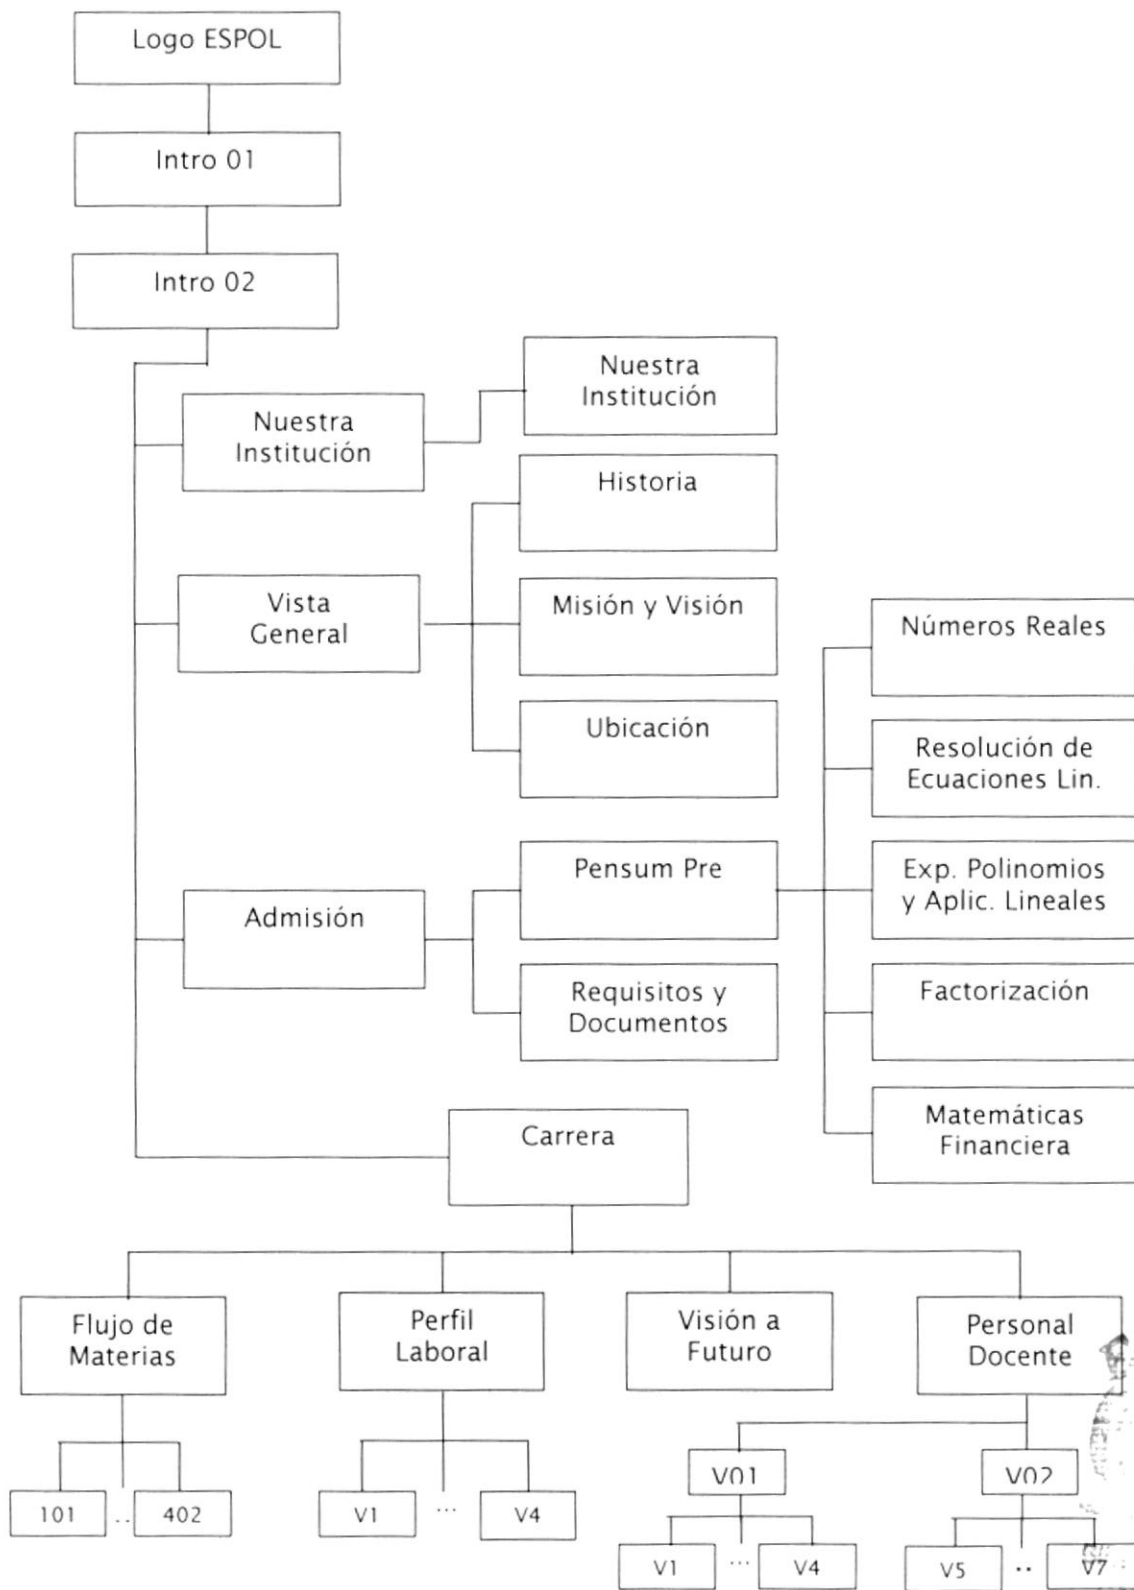 Logo ESPOL
Intro 01
Intro 02
Nuestra
Institución
Nuestra
Institución
Vista
General
Historia
Misión y Visión
Ubicación
Admisión
Pensum Pre
Requisitos y
Documentos
Números Reales
Resolución de
Ecuaciones Lin.
Exp. Polinomios
y Aplic. Lineales
Factorización
Matemáticas
Financiera
Carrera
Flujo de
Materias
101 .. 402
Perfil
Laboral
V1 ... V4
Visión a
Futuro
Personal
Docente
V01
V1 ... V4
V02
V5 .. V7